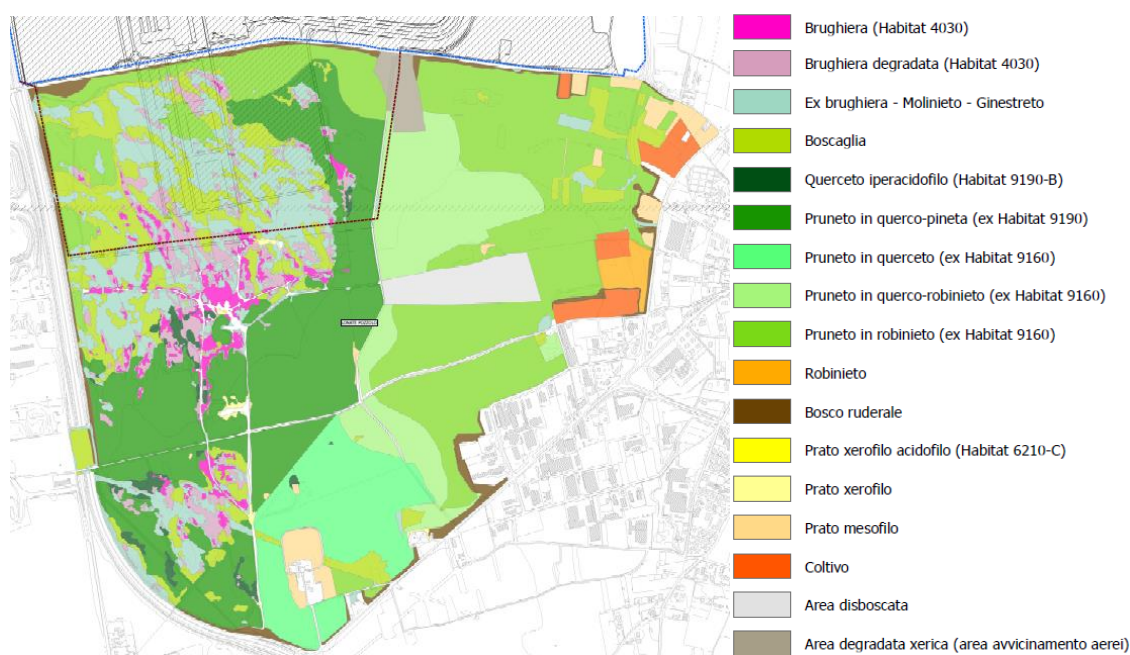 Brughiera (Habitat 4030)
Brughiera degradata (Habitat 4030)
Ex brughiera - Molinieto - Ginestreto
Boscaglia
Querceto iperacidofilo (Habitat 9190-B)
Pruneto in querco-pineta (ex Habitat 9190)
Pruneto in querceto (ex Habitat 9160)
Pruneto in querco-robinieto (ex Habitat 9160)
Pruneto in robinieto (ex Habitat 9160)
Robinieto
Bosco ruderale
Prato xerofilo acidofilo (Habitat 6210-C)
Prato xerofilo
Prato mesofilo
Coltivo
Area disboscata
Area degradata xerica (area avvicinamento aerei)